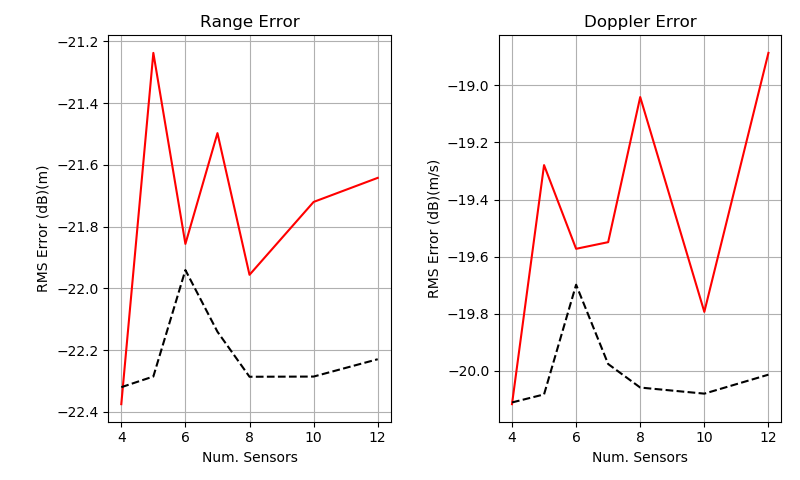 Range Error
RMS Error (dB)(m)
−21.2
−21.4
−21.6
−21.8
−22.0
−22.2
−22.4
4 6 8 10 12
Num. Sensors
Doppler Error
RMS Error (dB)(m/s)
−19.0
−19.2
−19.4
−19.6
−19.8
−20.0
4 6 8 10 12
Num. Sensors